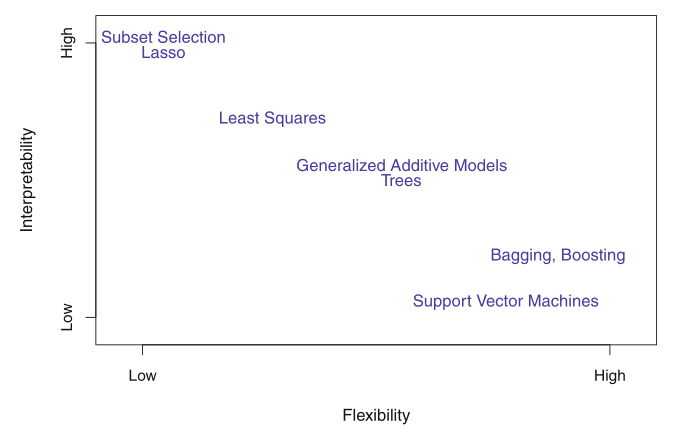 High
Subset Selection
Lasso
Least Squares
Interpretability
Generalized Additive Models
Trees
Bagging, Boosting
Support Vector Machines
Low
Low
High
Flexibility